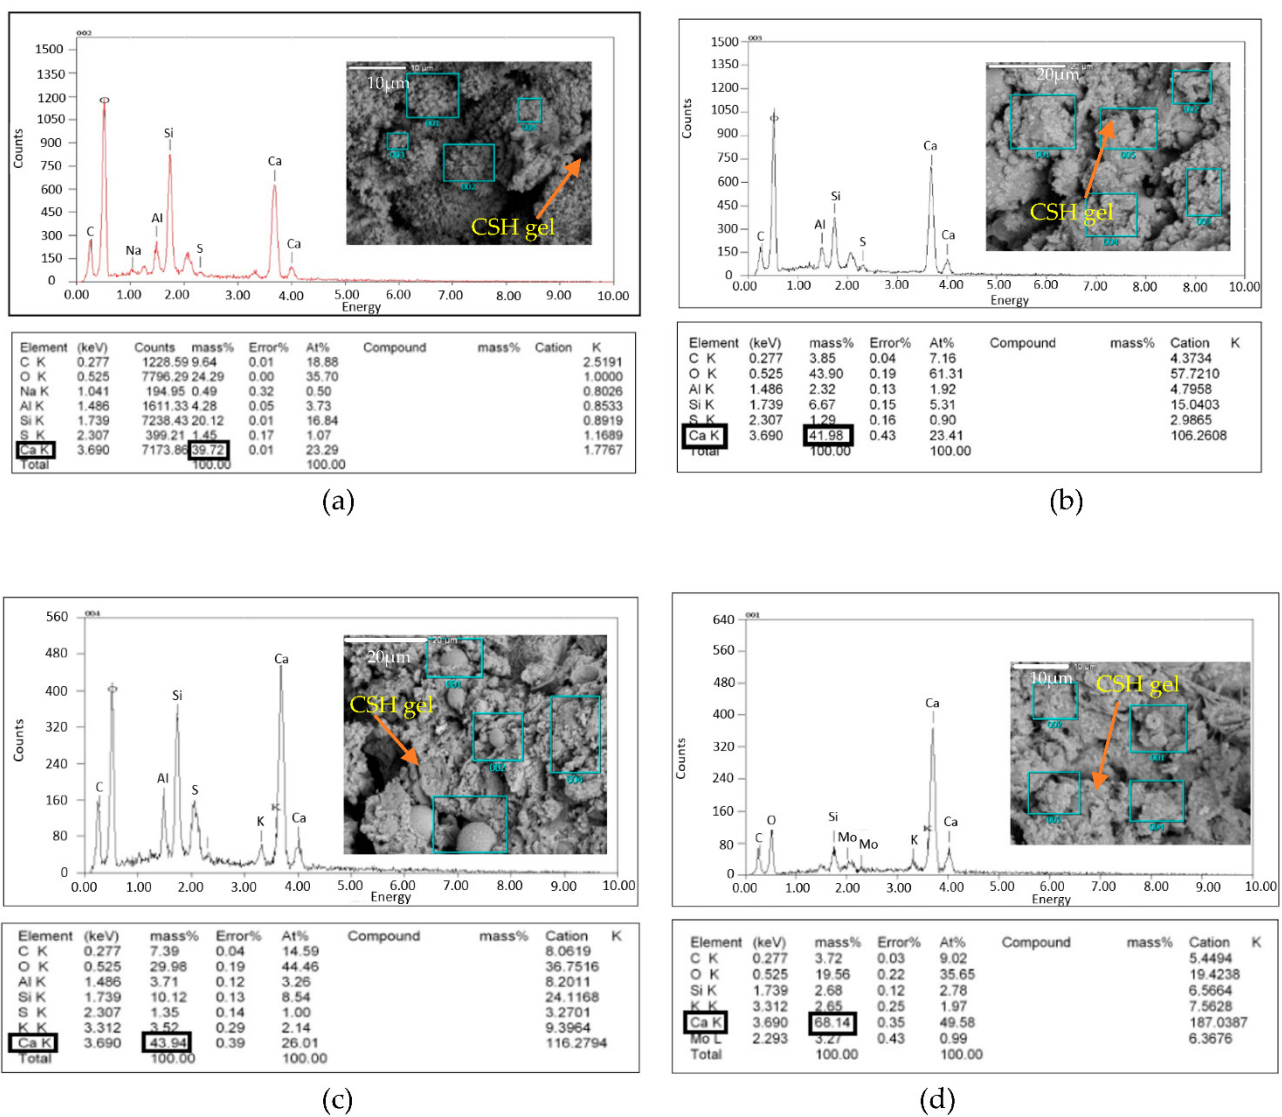 002
1500
1350
1200
1050
900
750
600
450
300
150
0
Counts
0.00 1.00 2.00 3.00 4.00 5.00 6.00 7.00 8.00 9.00 10.00
Energy
C O Na Al Si S Ca Ca
10μm
10 μm
001
002
003
CSH gel
Element (keV) Counts mass% Error% At% Compound mass% Cation K
C K 0.277 1228.59 9.64 0.01 18.88 2.5191
O K 0.525 7796.29 24.29 0.00 35.70 1.0000
Na K 1.041 194.95 0.49 0.32 0.50 0.8026
Al K 1.486 1611.33 4.28 0.05 3.73 0.8533
Si K 1.739 7238.43 20.12 0.01 16.84 0.8919
S K 2.307 399.21 1.45 0.17 1.07 1.1689
Ca K 3.690 7173.86 39.72 0.01 23.29 1.7767
Total 100.00 100.00
(a)
003
1500
1350
1200
1050
900
750
600
450
300
150
0
Counts
0.00 1.00 2.00 3.00 4.00 5.00 6.00 7.00 8.00 9.00 10.00
Energy
C O Al Si S Ca Ca
20μm
20 μm
001
005
004
CSH gel
Element (keV) mass% Error% At% Compound mass% Cation K
C K 0.277 3.85 0.04 7.16 4.3734
O K 0.525 43.90 0.19 61.31 57.7210
Al K 1.486 2.32 0.13 1.92 4.7958
Si K 1.739 6.67 0.15 5.31 15.0403
S K 2.307 1.29 0.16 0.90 2.9865
Ca K 3.690 41.98 0.43 23.41 106.2608
Total 100.00 100.00
(b)
004
560
480
400
320
240
160
80
0
Counts
0.00 1.00 2.00 3.00 4.00 5.00 6.00 7.00 8.00 9.00 10.00
Energy
C O Al Si S K K Ca Ca
20μm
20 μm
001
002
CSH gel
Element (keV) mass% Error% At% Compound mass% Cation K
C K 0.277 7.39 0.04 14.59 8.0619
O K 0.525 29.98 0.19 44.46 36.7516
Al K 1.486 3.71 0.12 3.26 8.2011
Si K 1.739 10.12 0.13 8.54 24.1168
S K 2.307 1.35 0.14 1.00 3.2701
K K 3.312 3.52 0.29 2.14 9.3964
Ca K 3.690 43.94 0.39 26.01 116.2794
Total 100.00 100.00
(c)
001
640
560
480
400
320
240
160
80
0
Counts
0.00 1.00 2.00 3.00 4.00 5.00 6.00 7.00 8.00 9.00 10.00
Energy
C O Si Mo Mo K K Ca Ca
10μm
10 μm
001
CSH gel
Element (keV) mass% Error% At% Compound mass% Cation K
C K 0.277 3.72 0.03 9.02 5.4494
O K 0.525 19.56 0.22 35.65 19.4238
Si K 1.739 2.68 0.12 2.78 6.5664
K K 3.312 2.65 0.25 1.97 7.5628
Ca K 3.690 68.14 0.35 49.58 187.0387
Mo L 2.293 3.27 0.43 0.99 6.3676
Total 100.00 100.00
(d)